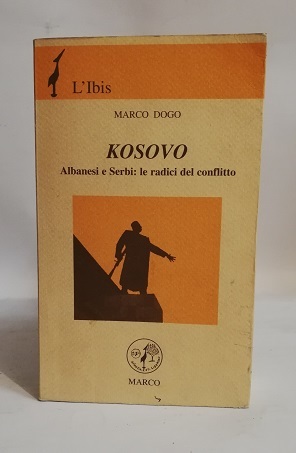 L'Ibis
MARCO DOGO
KOSOVO
Albanesi e Serbi: le radici del conflitto
MARCO